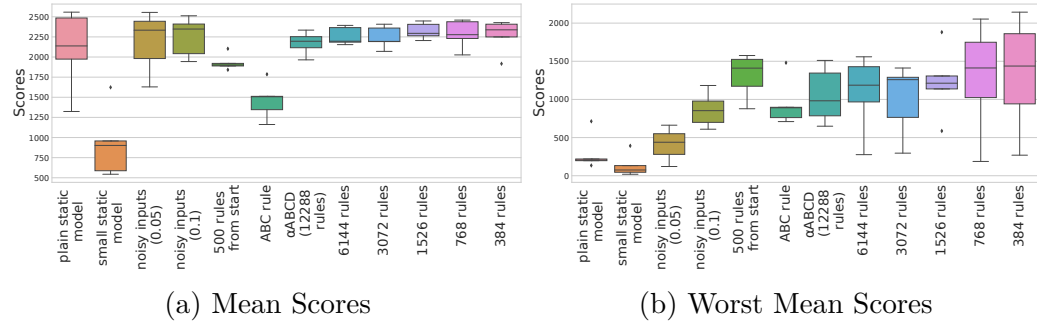 Scores
2500
2250
2000
1750
1500
1250
1000
750
500
plain static
model
small static
model
noisy inputs
(0.05)
noisy inputs
(0.1)
500 rules
from start
ABC rule
αABCD
(12288
rules)
6144 rules
3072 rules
1526 rules
768 rules
384 rules
(a) Mean Scores
Scores
2000
1500
1000
500
0
plain static
model
small static
model
noisy inputs
(0.05)
noisy inputs
(0.1)
500 rules
from start
ABC rule
αABCD
(12288
rules)
6144 rules
3072 rules
1526 rules
768 rules
384 rules
(b) Worst Mean Scores